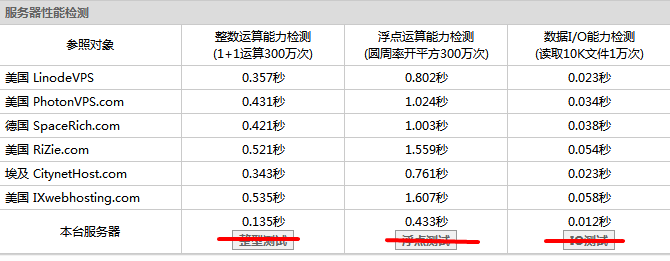 服务器性能检测
参照对象 整数运算能力检测 浮点运算能力检测 数据I/O能力检测
(1+1运算300万次) (圆周率开平方300万次) (读取10K文件1万次)
美国 LinodeVPS 0.357秒 0.802秒 0.023秒
美国 PhotonVPS.com 0.431秒 1.024秒 0.034秒
德国 SpaceRich.com 0.421秒 1.003秒 0.038秒
美国 RiZie.com 0.521秒 1.559秒 0.054秒
埃及 CitynetHost.com 0.343秒 0.761秒 0.023秒
美国 IXwebhosting.com 0.535秒 1.607秒 0.058秒
本台服务器 0.135秒 0.433秒 0.012秒
整型测试 浮点测试 IO测试